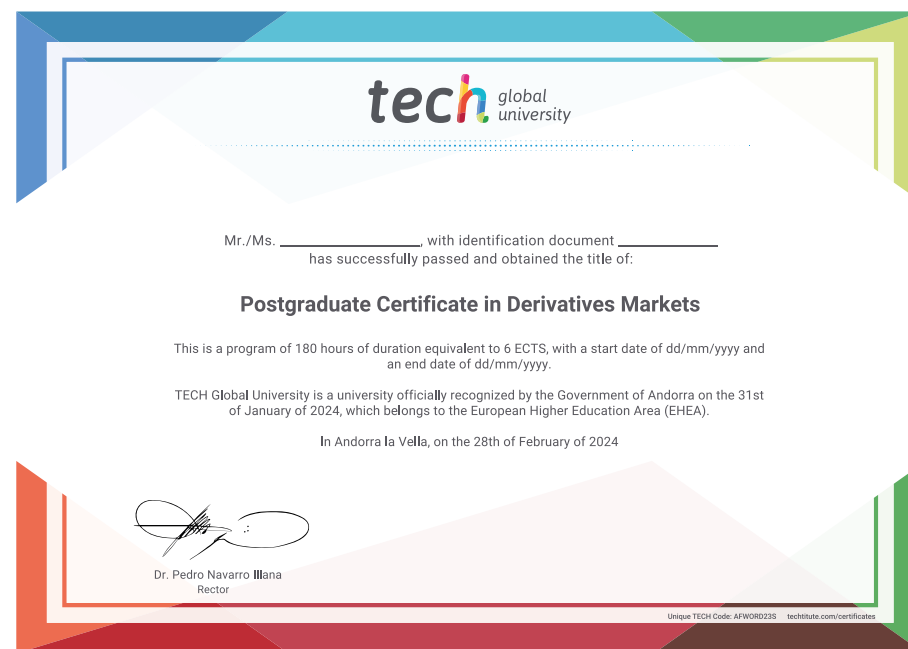 tech global
university
Mr./Ms. ____________, with identification document ____________
has successfully passed and obtained the title of:
Postgraduate Certificate in Derivatives Markets
This is a program of 180 hours of duration equivalent to 6 ECTS, with a start date of dd/mm/yyyy and
an end date of dd/mm/yyyy.
TECH Global University is a university officially recognized by the Government of Andorra on the 31st
of January of 2024, which belongs to the European Higher Education Area (EHEA).
In Andorra la Vella, on the 28th of February of 2024
Dr. Pedro Navarro Illana
Rector
Unique TECH Code: AFWORD23S techtitute.com/certificates